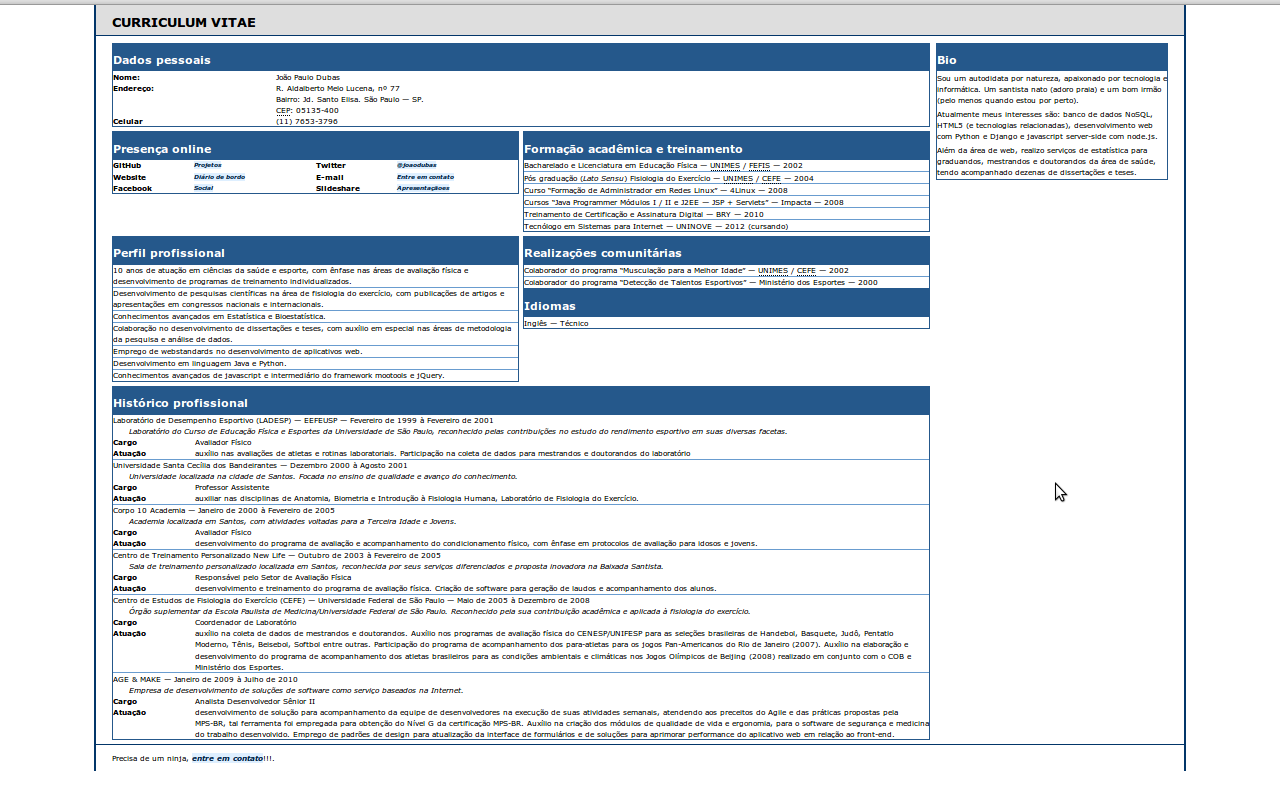 CURRICULUM VITAE
Dados pessoais
Nome: João Paulo Dubas
Endereço: R. Aidalberto Melo Lucena, nº 77
Bairro: Jd. Santo Elisa. São Paulo — SP.
CEP: 05135-400
Celular (11) 7653-3796
Bio
Sou um autodidata por natureza, apaixonado por tecnologia e
informática. Um santista nato (adoro praia) e um bom irmão
(pelo menos quando estou por perto).
Atualmente meus interesses são: banco de dados NoSQL,
HTML5 (e tecnologias relacionadas), desenvolvimento web
com Python e Django e javascript server-side com node.js.
Além da área de web, realizo serviços de estatística para
graduandos, mestrandos e doutorandos da área de saúde,
tendo acompanhado dezenas de dissertações e teses.
Presença online
GitHub Projetos Twitter @joaodubas
Website Diário de bordo E-mail Entre em contato
Facebook Social Slideshare Apresentaçãoes
Formação acadêmica e treinamento
Bacharelado e Licenciatura em Educação Física — UNIMES / FEFIS — 2002
Pós graduação (Lato Sensu) Fisiologia do Exercício — UNIMES / CEFE — 2004
Curso “Formação de Administrador em Redes Linux” — 4Linux — 2008
Cursos “Java Programmer Módulos I / II e J2EE — JSP + Servlets” — Impacta — 2008
Treinamento de Certificação e Assinatura Digital — BRY — 2010
Tecnólogo em Sistemas para Internet — UNINOVE — 2012 (cursando)
Perfil profissional
10 anos de atuação em ciências da saúde e esporte, com ênfase nas áreas de avaliação física e
desenvolvimento de programas de treinamento individualizados.
Desenvolvimento de pesquisas científicas na área de fisiologia do exercício, com publicações de artigos e
apresentações em congressos nacionais e internacionais.
Conhecimentos avançados em Estatística e Bioestatística.
Colaboração no desenvolvimento de dissertações e teses, com auxílio em especial nas áreas de metodologia
da pesquisa e análise de dados.
Emprego de webstandards no desenvolvimento de aplicativos web.
Desenvolvimento em linguagem Java e Python.
Conhecimentos avançados de javascript e intermediário do framework mootools e jQuery.
Realizações comunitárias
Colaborador do programa “Musculação para a Melhor Idade” — UNIMES / CEFE — 2002
Colaborador do programa “Detecção de Talentos Esportivos” — Ministério dos Esportes — 2000
Idiomas
Inglês — Técnico
Histórico profissional
Laboratório de Desempenho Esportivo (LADESP) — EEFEUSP — Fevereiro de 1999 à Fevereiro de 2001
Laboratório do Curso de Educação Física e Esportes da Universidade de São Paulo, reconhecido pelas contribuições no estudo do rendimento esportivo em suas diversas facetas.
Cargo Avaliador Físico
Atuação auxílio nas avaliações de atletas e rotinas laboratoriais. Participação na coleta de dados para mestrandos e doutorandos do laboratório
Universidade Santa Cecília dos Bandeirantes — Dezembro 2000 à Agosto 2001
Universidade localizada na cidade de Santos. Focada no ensino de qualidade e avanço do conhecimento.
Cargo Professor Assistente
Atuação auxiliar nas disciplinas de Anatomia, Biometria e Introdução à Fisiologia Humana, Laboratório de Fisiologia do Exercício.
Corpo 10 Academia — Janeiro de 2000 à Fevereiro de 2005
Academia localizada em Santos, com atividades voltadas para a Terceira Idade e Jovens.
Cargo Avaliador Físico
Atuação desenvolvimento do programa de avaliação e acompanhamento do condicionamento físico, com ênfase em protocolos de avaliação para idosos e jovens.
Centro de Treinamento Personalizado New Life — Outubro de 2003 à Fevereiro de 2005
Sala de treinamento personalizado localizada em Santos, reconhecida por seus serviços diferenciados e proposta inovadora na Baixada Santista.
Cargo Responsável pelo Setor de Avaliação Física
Atuação desenvolvimento e treinamento do programa de avaliação física. Criação de software para geração de laudos e acompanhamento dos alunos.
Centro de Estudos de Fisiologia do Exercício (CEFE) — Universidade Federal de São Paulo — Maio de 2005 à Dezembro de 2008
Órgão suplementar da Escola Paulista de Medicina/Universidade Federal de São Paulo. Reconhecido pela sua contribuição acadêmica e aplicada à fisiologia do exercício.
Cargo Coordenador de Laboratório
Atuação auxílio na coleta de dados de mestrandos e doutorandos. Auxílio nos programas de avaliação física do CENESP/UNIFESP para as seleções brasileiras de Handebol, Basquete, Judô, Pentatlo
Moderno, Tênis, Beisebol, Softbol entre outras. Participação do programa de acompanhamento dos para-atletas para os jogos Pan-Americanos do Rio de Janeiro (2007). Auxílio na elaboração e
desenvolvimento do programa de acompanhamento dos atletas brasileiros para as condições ambientais e climáticas nos Jogos Olímpicos de Beijing (2008) realizado em conjunto com o COB e
Ministério dos Esportes.
AGE & MAKE — Janeiro de 2009 à Julho de 2010
Empresa de desenvolvimento de soluções de software como serviço baseados na Internet.
Cargo Analista Desenvolvedor Sênior II
Atuação desenvolvimento de solução para acompanhamento da equipe de desenvolvedores na execução de suas atividades semanais, atendendo aos preceitos do Agile e das práticas propostas pela
MPS-BR, tal ferramenta foi empregada para obtenção do Nível G da certificação MPS-BR. Auxílio na criação dos módulos de qualidade de vida e ergonomia, para o software de segurança e medicina
do trabalho desenvolvido. Emprego de padrões de design para atualização da interface de formulários e de soluções para aprimorar performance do aplicativo web em relação ao front-end.
Precisa de um ninja, entre em contato!!!.